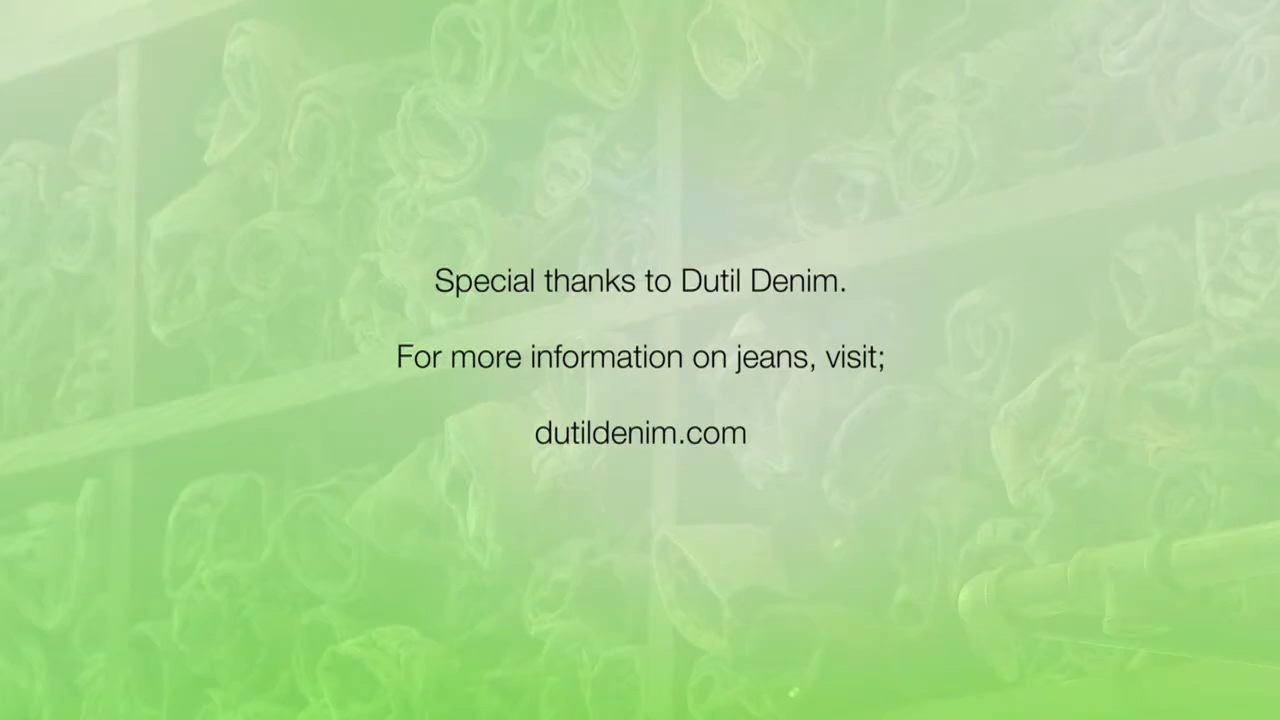 Special thanks to Dutil Denim.
For more information on jeans, visit;
dutildenim.com